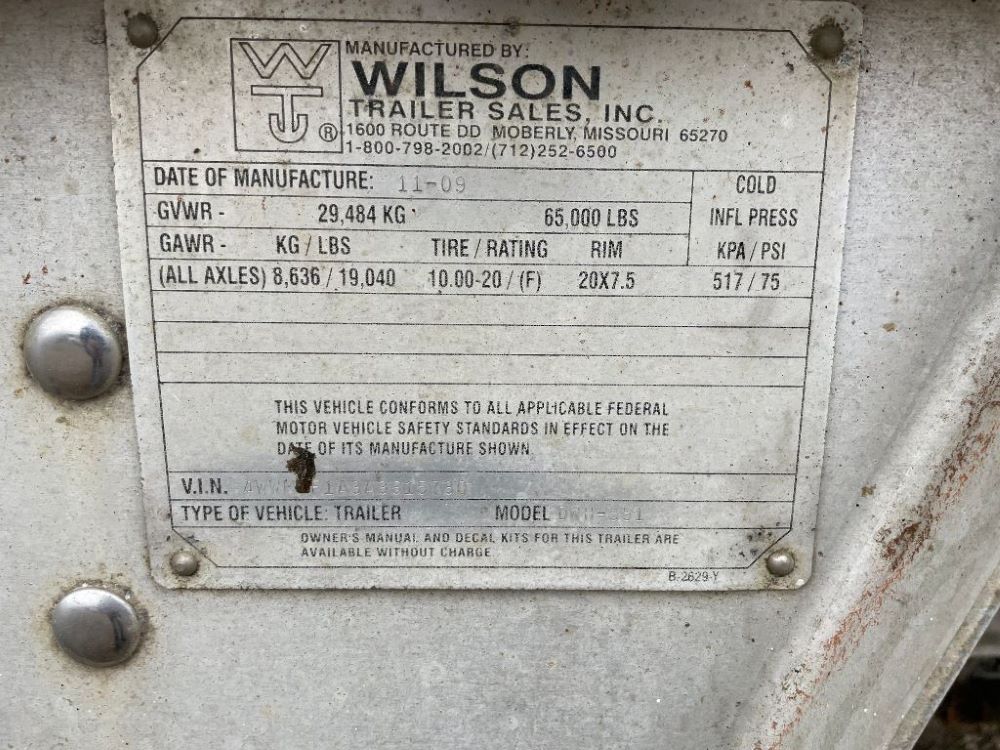 MANUFACTURED BY:
WILSON
TRAILER SALES, INC.
® 1600 ROUTE DD MOBERLY, MISSOURI 65270
1-800-798-2002/(712)252-6500
DATE OF MANUFACTURE: 11-09 COLD
GVWR - 29,484 KG 65,000 LBS INFL PRESS
GAWR - KG / LBS TIRE / RATING RIM KPA / PSI
(ALL AXLES) 8,636 / 19,040 10.00-20 / (F) 20X7.5 517 / 75
THIS VEHICLE CONFORMS TO ALL APPLICABLE FEDERAL
MOTOR VEHICLE SAFETY STANDARDS IN EFFECT ON THE
DATE OF ITS MANUFACTURE SHOWN.
V.I.N.
TYPE OF VEHICLE: TRAILER MODEL
OWNER'S MANUAL AND DECAL KITS FOR THIS TRAILER ARE
AVAILABLE WITHOUT CHARGE
B-2629-Y